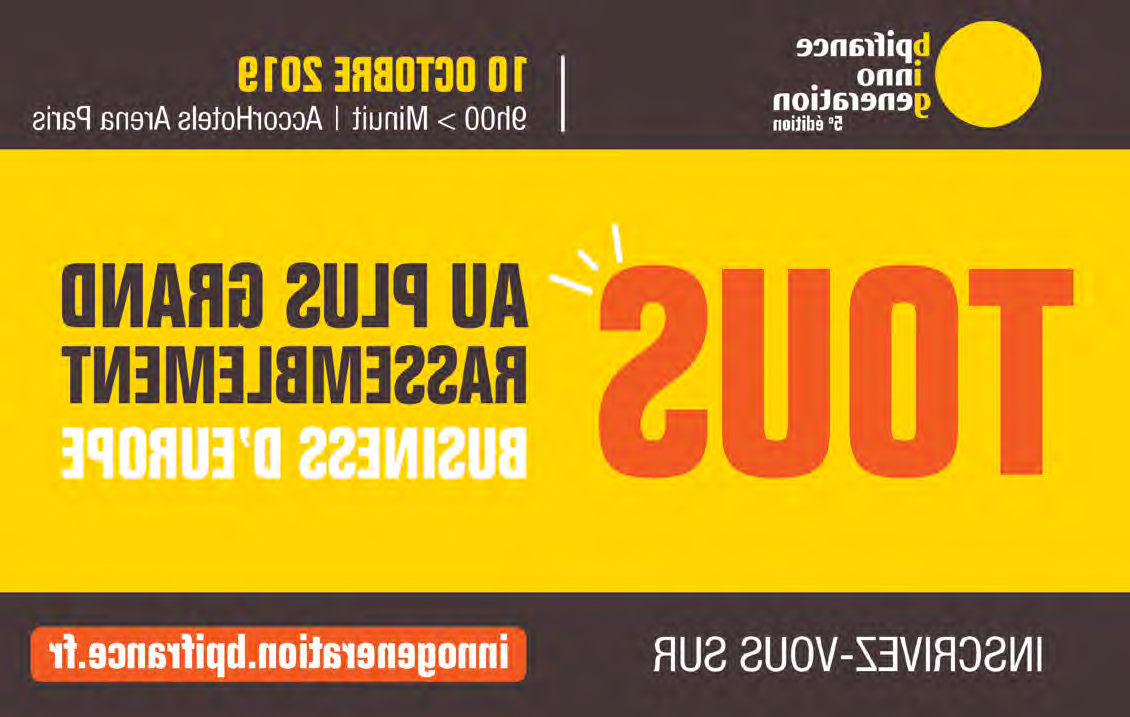 bpifrance
inno
generation
5e édition
10 OCTOBRE 2019
9h00 > Minuit | AccorHotels Arena Paris
TOUS
AU PLUS GRAND
RASSEMBLEMENT
BUSINESS D'EUROPE
INSCRIVEZ-VOUS SUR
innogeneration.bpifrance.fr